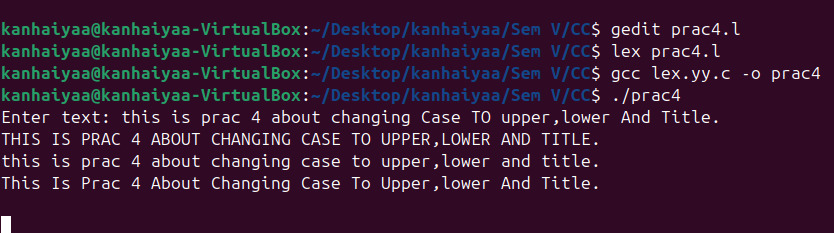 kanhaiyaa@kanhaiyaa-VirtualBox:~/Desktop/kanhaiyaa/Sem V/CC$ gedit prac4.l
kanhaiyaa@kanhaiyaa-VirtualBox:~/Desktop/kanhaiyaa/Sem V/CC$ lex prac4.l
kanhaiyaa@kanhaiyaa-VirtualBox:~/Desktop/kanhaiyaa/Sem V/CC$ gcc lex.yy.c -o prac4
kanhaiyaa@kanhaiyaa-VirtualBox:~/Desktop/kanhaiyaa/Sem V/CC$ ./prac4
Enter text: this is prac 4 about changing Case TO upper,lower And Title.
THIS IS PRAC 4 ABOUT CHANGING CASE TO UPPER,LOWER AND TITLE.
this is prac 4 about changing case to upper,lower and title.
This Is Prac 4 About Changing Case To Upper,lower And Title.